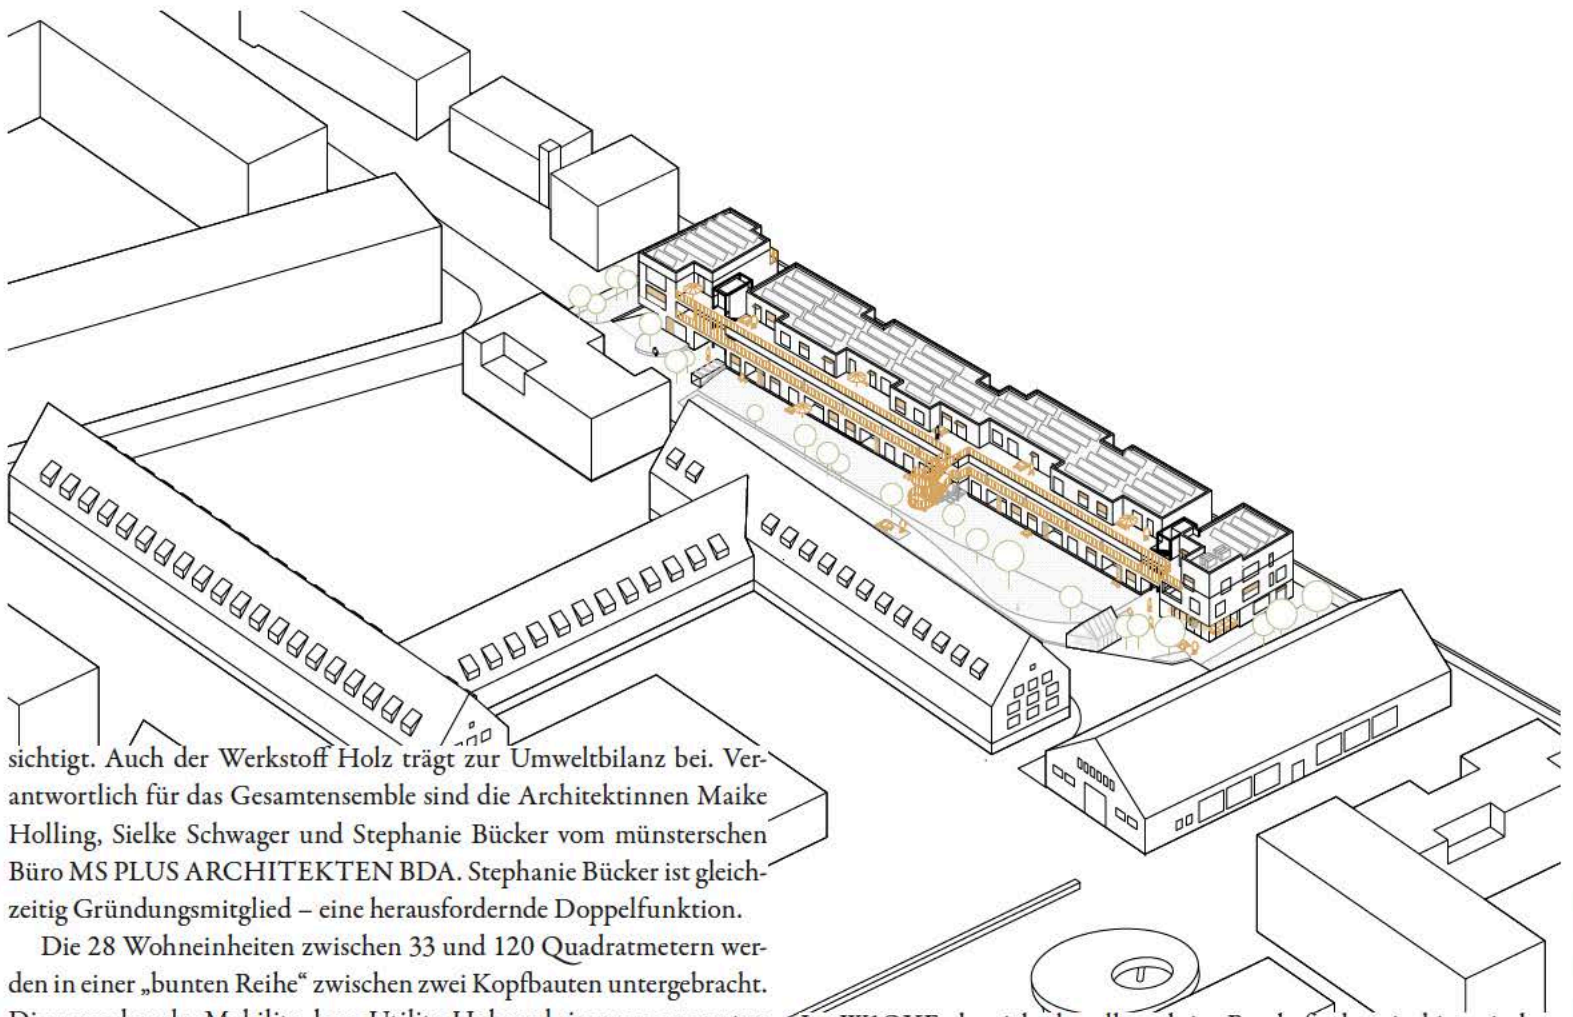 sichtigt. Auch der Werkstoff Holz trägt zur Umweltbilanz bei. Ver-
antwortlich für das Gesamtensemble sind die Architektinnen Maike
Holling, Sielke Schwager und Stephanie Bücker vom münsterschen
Büro MS PLUS ARCHITEKTEN BDA. Stephanie Bücker ist gleich-
zeitig Gründungsmitglied – eine herausfordernde Doppelfunktion.
Die 28 Wohneinheiten zwischen 33 und 120 Quadratmetern wer-
den in einer „bunten Reihe“ zwischen zwei Kopfbauten untergebracht.